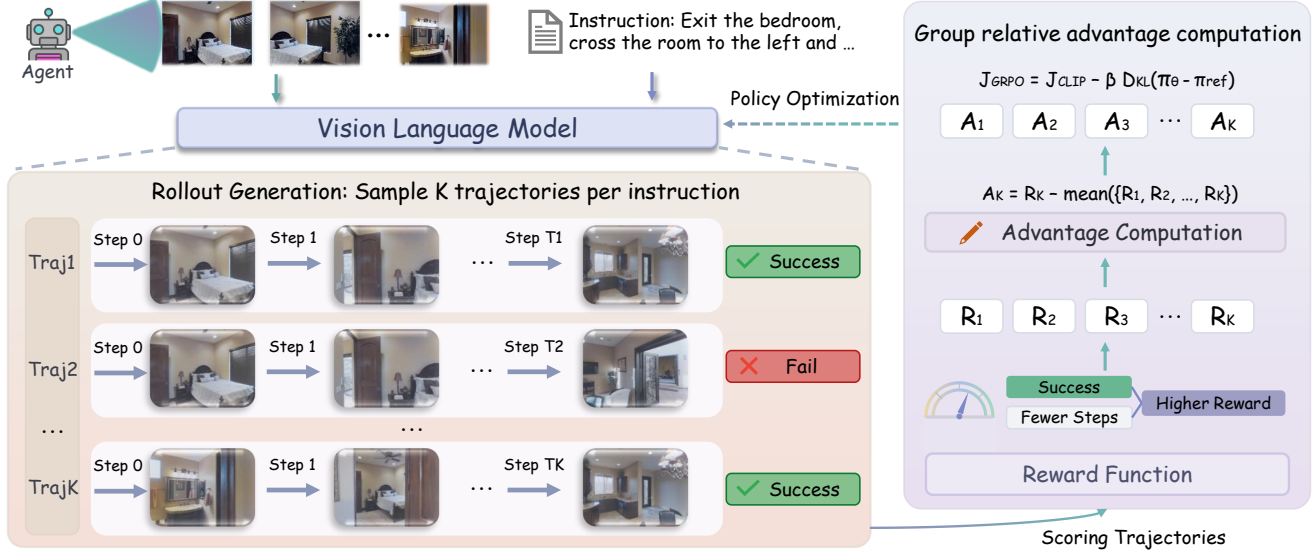 Agent
...
Instruction: Exit the bedroom,
cross the room to the left and ...
Vision Language Model
Policy Optimization
Rollout Generation: Sample K trajectories per instruction
Traj1
Step 0
Step 1
...
Step T1
Success
Traj2
Step 0
Step 1
...
Step T2
Fail
...
...
TrajK
Step 0
Step 1
...
Step TK
Success
Group relative advantage computation
JGRPO = JCLIP – β DKL(πθ - πref)
A1 A2 A3 ... AK
AK = RK – mean({R1, R2, ..., RK})
Advantage Computation
R1 R2 R3 ... RK
Success
Fewer Steps
Higher Reward
Reward Function
Scoring Trajectories